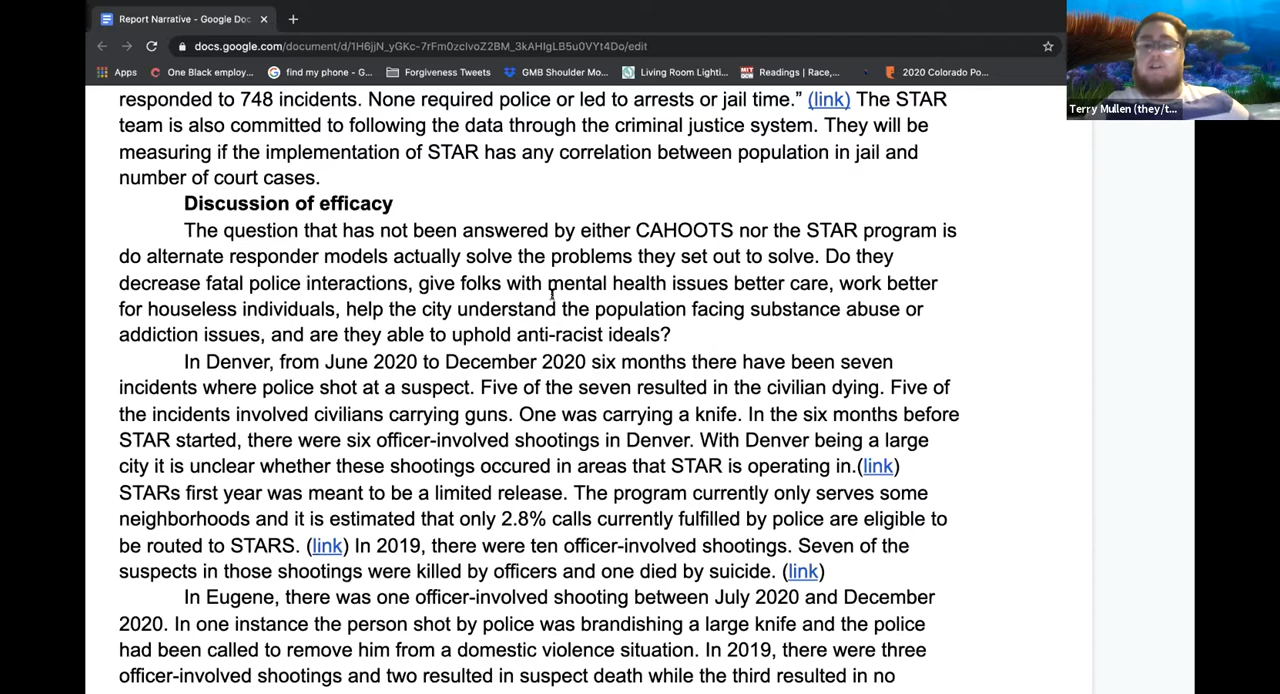 Report Narrative - Google Doc
docs.google.com/document/d/1H6jjN_yGKc-7rFm0zcIvoZ2BM_3kAHIgLB5u0VYt4Do/edit
Apps One Black employ... find my phone - G... Forgiveness Tweets GMB Shoulder Mo... Living Room Lighti... Readings | Race,... 2020 Colorado Po...
Terry Mullen (they/t...
responded to 748 incidents. None required police or led to arrests or jail time.” (link) The STAR
team is also committed to following the data through the criminal justice system. They will be
measuring if the implementation of STAR has any correlation between population in jail and
number of court cases.
Discussion of efficacy
The question that has not been answered by either CAHOOTS nor the STAR program is
do alternate responder models actually solve the problems they set out to solve. Do they
decrease fatal police interactions, give folks with mental health issues better care, work better
for houseless individuals, help the city understand the population facing substance abuse or
addiction issues, and are they able to uphold anti-racist ideals?
In Denver, from June 2020 to December 2020 six months there have been seven
incidents where police shot at a suspect. Five of the seven resulted in the civilian dying. Five of
the incidents involved civilians carrying guns. One was carrying a knife. In the six months before
STAR started, there were six officer-involved shootings in Denver. With Denver being a large
city it is unclear whether these shootings occured in areas that STAR is operating in.(link)
STARs first year was meant to be a limited release. The program currently only serves some
neighborhoods and it is estimated that only 2.8% calls currently fulfilled by police are eligible to
be routed to STARS. (link) In 2019, there were ten officer-involved shootings. Seven of the
suspects in those shootings were killed by officers and one died by suicide. (link)
In Eugene, there was one officer-involved shooting between July 2020 and December
2020. In one instance the person shot by police was brandishing a large knife and the police
had been called to remove him from a domestic violence situation. In 2019, there were three
officer-involved shootings and two resulted in suspect death while the third resulted in no